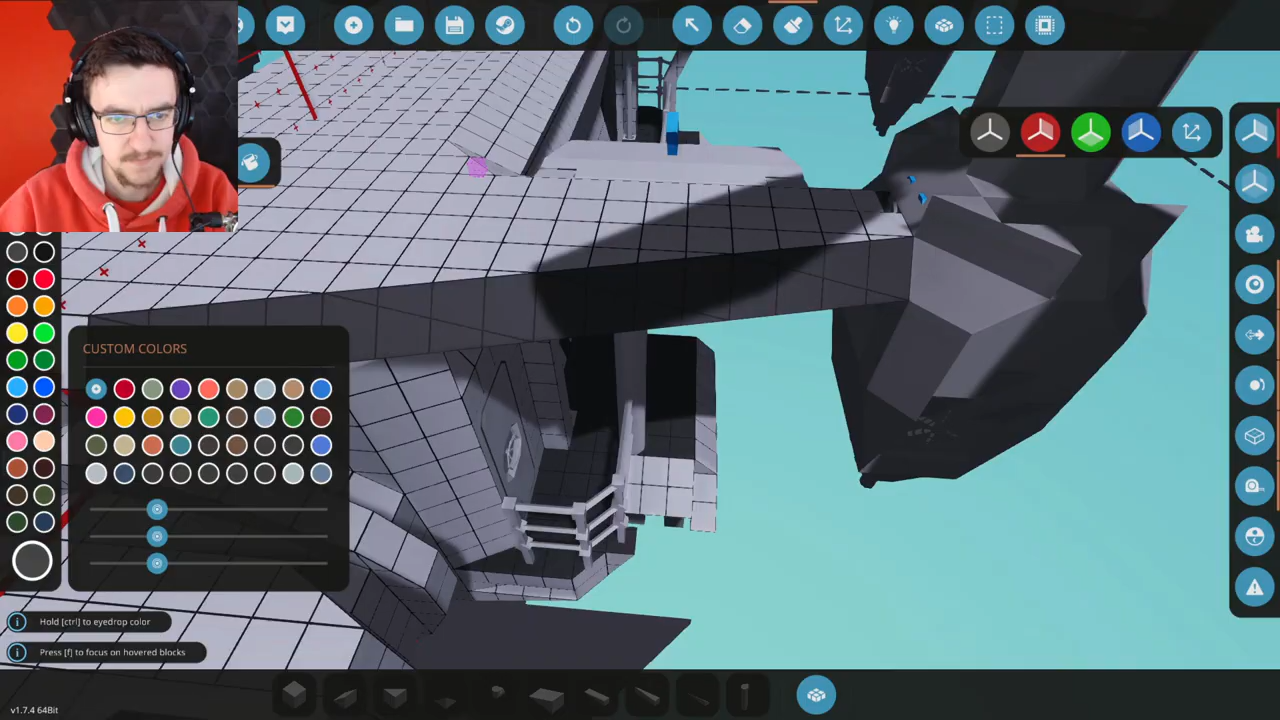 CUSTOM COLORS
Hold [ctrl] to eyedrop color
Press [f] to focus on hovered blocks
v1.7.4 64Bit